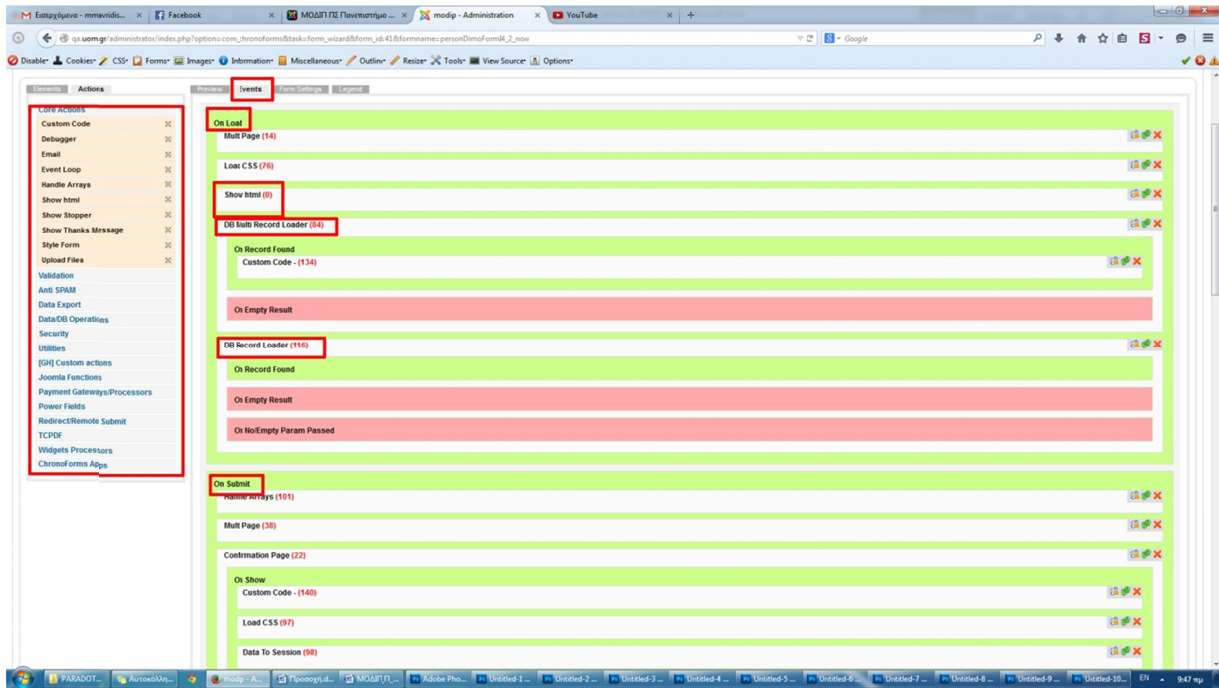 Εισερχόμενα - mmavridis...
Facebook
ΜΟΔΙΠ ΠΣ Πανεπιστήμιο ...
modip - Administration
YouTube
qa.uom.gr/administrator/index.php?option=com_chronoforms&task=form_wizard&form_id=41&formname=personDimoForml4_2_now
Google
Disable Cookies CSS Forms Images Information Miscellaneous Outline Resize Tools View Source Options
Elements Actions
Preview Events Form Settings Legend
Core Actions
Custom Code
Debugger
Email
Event Loop
Handle Arrays
Show html
Show Stopper
Show Thanks Message
Style Form
Upload Files
Validation
Anti SPAM
Data Export
Data/DB Operations
Security
Utilities
[GH] Custom actions
Joomla Functions
Payment Gateways/Processors
Power Fields
Redirect/Remote Submit
TCPDF
Widgets Processors
ChronoForms Apps
On Load
Multi Page (14)
Load CSS (76)
Show html (0)
DB Multi Record Loader (84)
On Record Found
Custom Code - (134)
On Empty Result
DB Record Loader (116)
On Record Found
On Empty Result
On No/Empty Param Passed
On Submit
Handle Arrays (101)
Multi Page (38)
Confirmation Page (22)
On Show
Custom Code - (140)
Load CSS (97)
Data To Session (98)
PARADOT...
Αυτοκόλλη...
modip - A...
Προσοχή.d...
ΜΟΔΙΠ_Π_...
Adobe Pho...
Untitled-1 ...
Untitled-2 ...
Untitled-3 ...
Untitled-4 ...
Untitled-5 ...
Untitled-6 ...
Untitled-7 ...
Untitled-8 ...
Untitled-9 ...
Untitled-10...
EN
9:47 πμ